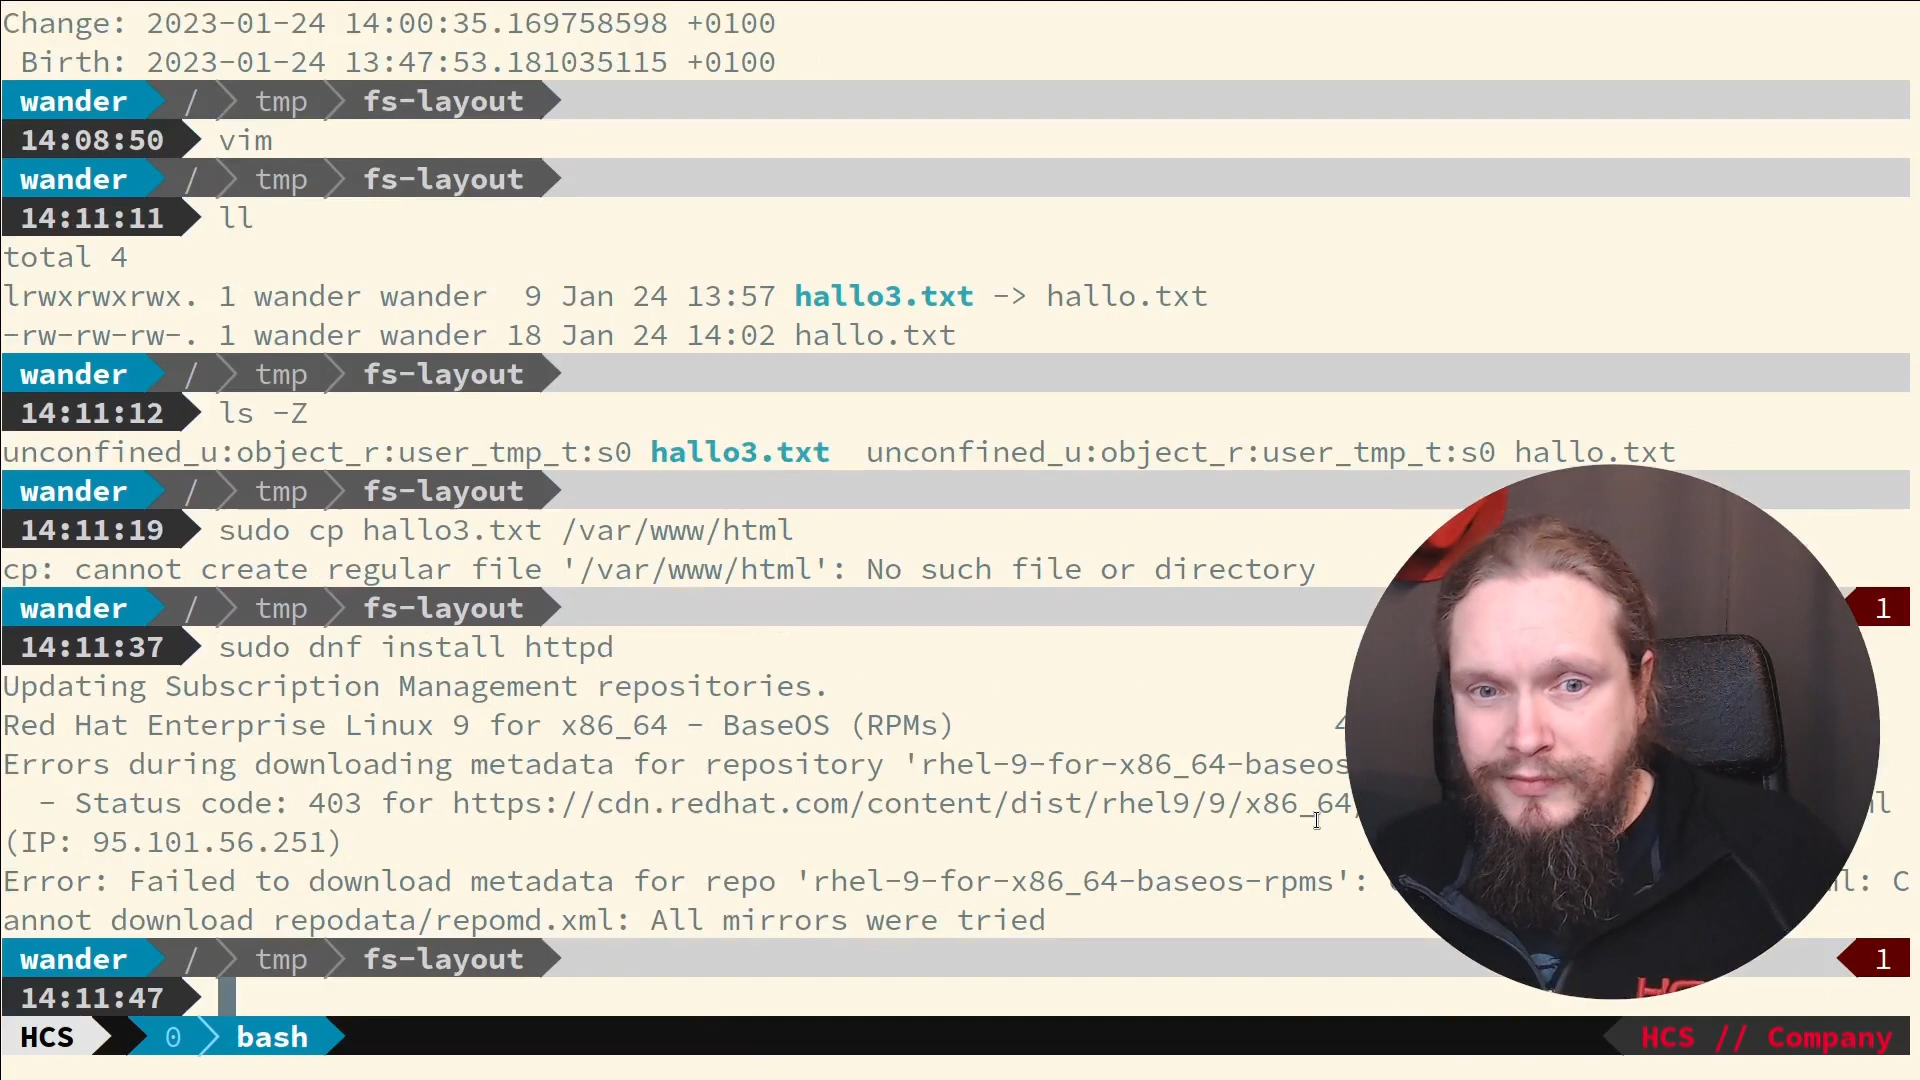 Change: 2023-01-24 14:00:35.169758598 +0100
Birth: 2023-01-24 13:47:53.181035115 +0100
wander / tmp fs-layout
14:08:50 vim
wander / tmp fs-layout
14:11:11 ll
total 4
lrwxrwxrwx. 1 wander wander 9 Jan 24 13:57 hallo3.txt -> hallo.txt
-rw-rw-rw-. 1 wander wander 18 Jan 24 14:02 hallo.txt
wander / tmp fs-layout
14:11:12 ls -Z
unconfined_u:object_r:user_tmp_t:s0 hallo3.txt unconfined_u:object_r:user_tmp_t:s0 hallo.txt
wander / tmp fs-layout
14:11:19 sudo cp hallo3.txt /var/www/html
cp: cannot create regular file '/var/www/html': No such file or directory
wander / tmp fs-layout 1
14:11:37 sudo dnf install httpd
Updating Subscription Management repositories.
Red Hat Enterprise Linux 9 for x86_64 - BaseOS (RPMs)
Errors during downloading metadata for repository 'rhel-9-for-x86_64-baseos
- Status code: 403 for https://cdn.redhat.com/content/dist/rhel9/9/x86_64/
(IP: 95.101.56.251)
Error: Failed to download metadata for repo 'rhel-9-for-x86_64-baseos-rpms': C
annot download repodata/repomd.xml: All mirrors were tried
wander / tmp fs-layout 1
14:11:47
HCS 0 bash HCS // Company